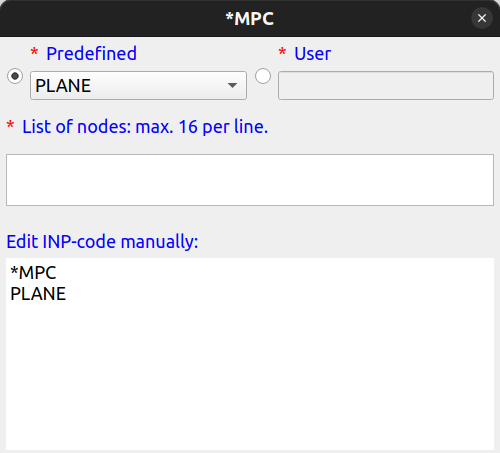 *MPC
* Predefined
* User
PLANE
* List of nodes: max. 16 per line.
Edit INP-code manually:
*MPC
PLANE